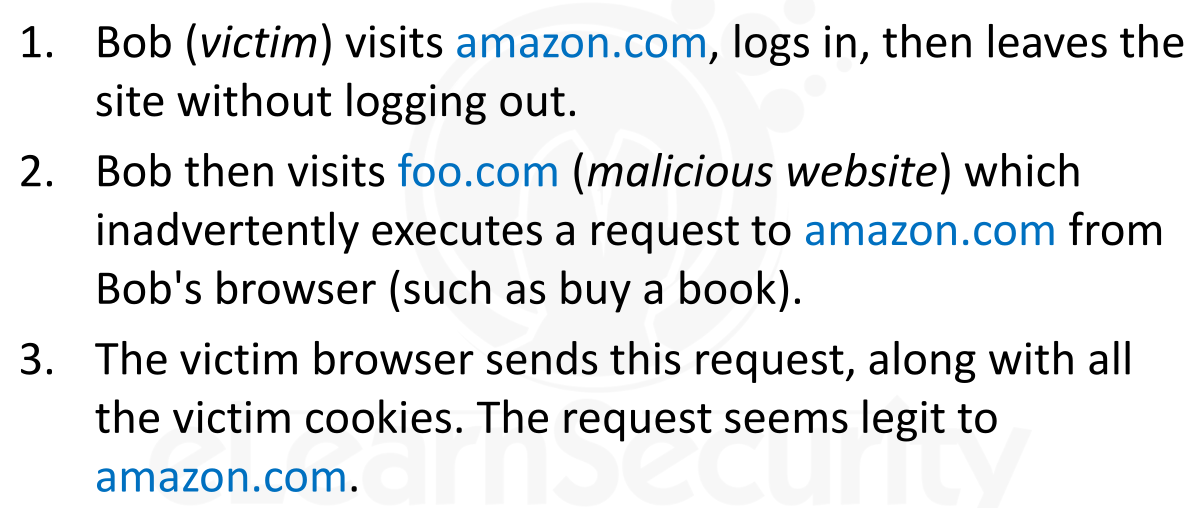 1. Bob (victim) visits amazon.com, logs in, then leaves the
site without logging out.
2. Bob then visits foo.com (malicious website) which
inadvertently executes a request to amazon.com from
Bob's browser (such as buy a book).
3. The victim browser sends this request, along with all
the victim cookies. The request seems legit to
amazon.com.
eLearnSecurity